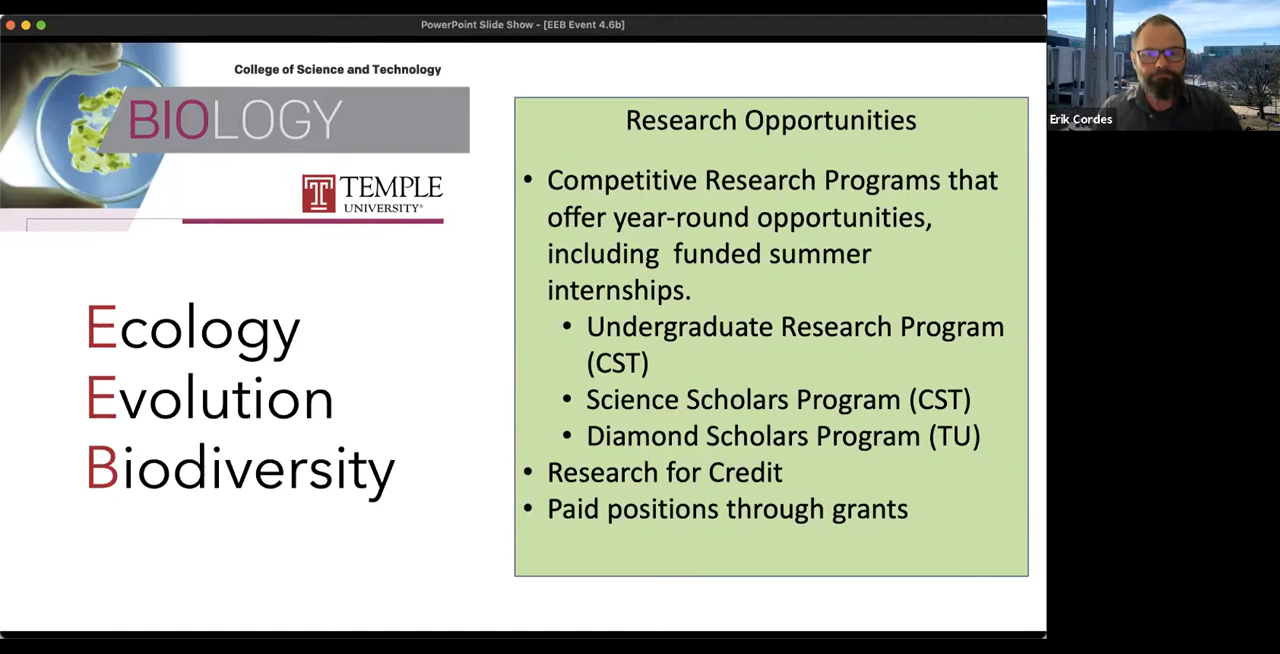 PowerPoint Slide Show - [EEB Event 4.6b]
College of Science and Technology
BIOLOGY
TEMPLE
UNIVERSITY®
Ecology
Evolution
Biodiversity
Research Opportunities
• Competitive Research Programs that
offer year-round opportunities,
including funded summer
internships.
• Undergraduate Research Program
(CST)
• Science Scholars Program (CST)
• Diamond Scholars Program (TU)
• Research for Credit
• Paid positions through grants
Erik Cordes